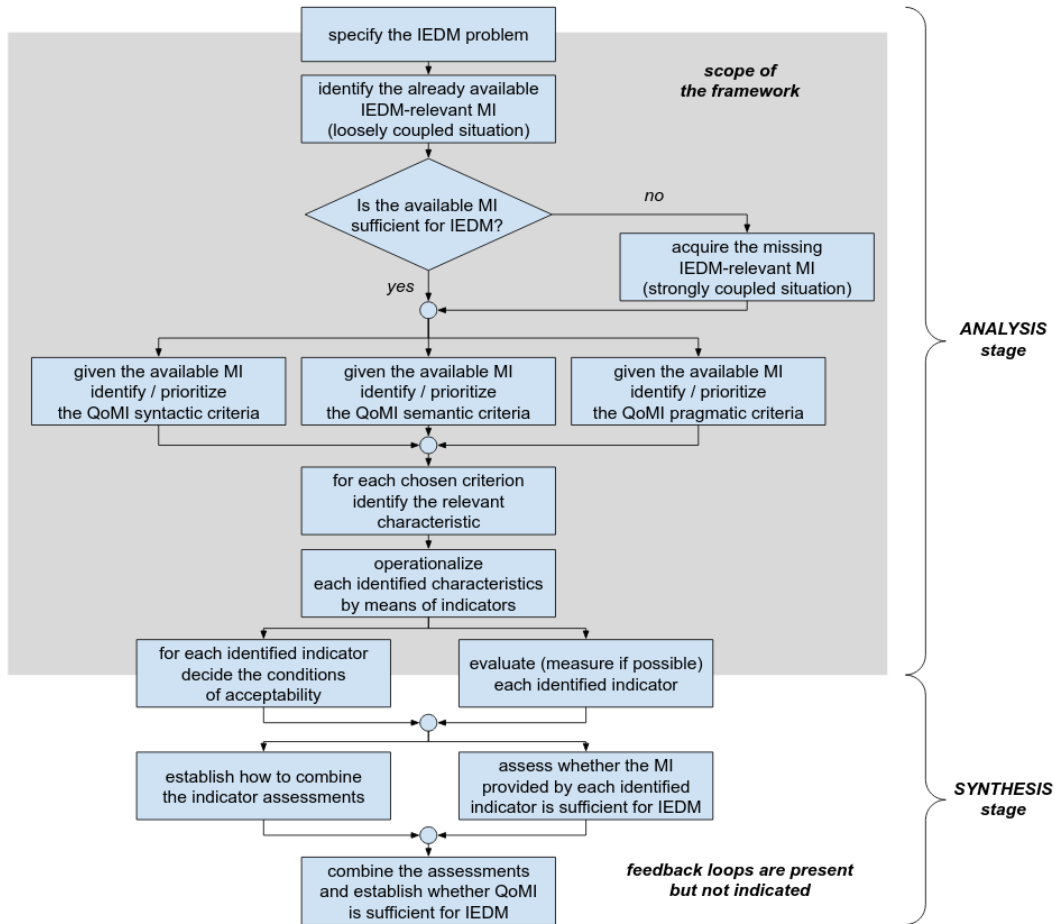 specify the IEDM problem
scope of
the framework
identify the already available
IEDM-relevant MI
(loosely coupled situation)
Is the available MI
sufficient for IEDM?
no
acquire the missing
IEDM-relevant MI
(strongly coupled situation)
yes
ANALYSIS
stage
given the available MI
identify / prioritize
the QoMI syntactic criteria
given the available MI
identify / prioritize
the QoMI semantic criteria
given the available MI
identify / prioritize
the QoMI pragmatic criteria
for each chosen criterion
identify the relevant
characteristic
operationalize
each identified characteristics
by means of indicators
for each identified indicator
decide the conditions
of acceptability
evaluate (measure if possible)
each identified indicator
establish how to combine
the indicator assessments
assess whether the MI
provided by each identified
indicator is sufficient for IEDM
SYNTHESIS
stage
combine the assessments
and establish whether QoMI
is sufficient for IEDM
feedback loops are present
but not indicated